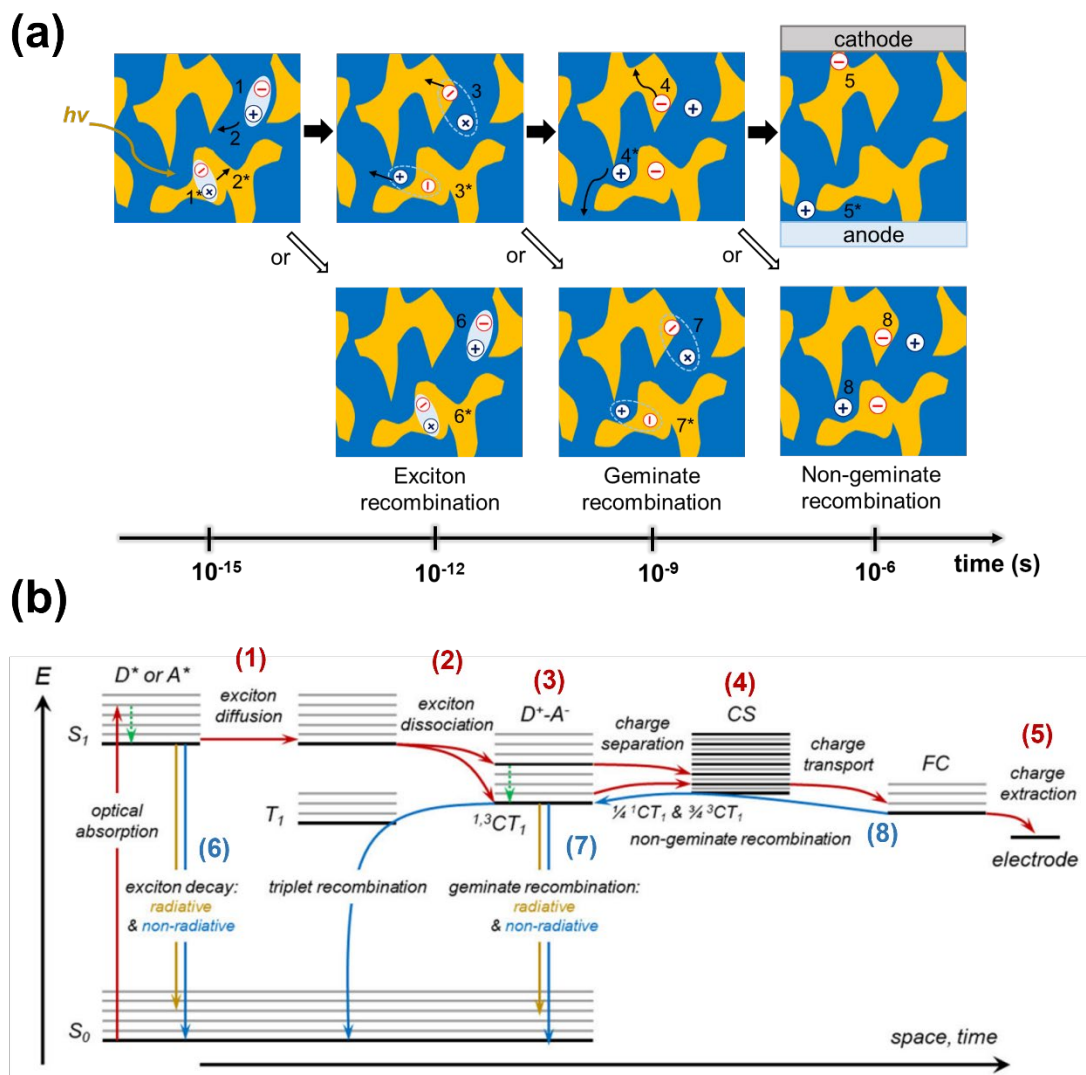 (a)
cathode
hv
1
2
1*
2*
3
3*
4
4*
5
5*
anode
or
or
or
6
6*
7
7*
8
8
Exciton
recombination
Geminate
recombination
Non-geminate
recombination
10-15
10-12
10-9
10-6
time (s)
(b)
E
D* or A*
(1)
exciton
diffusion
(2)
exciton
dissociation
(3)
D+-A-
charge
separation
(4)
CS
charge
transport
FC
(5)
charge
extraction
S1
optical
absorption
T1
1,3CT1
¼ 1CT1 & ¾ 3CT1
non-geminate recombination
(8)
electrode
(6)
(7)
exciton decay:
radiative
& non-radiative
triplet recombination
geminate recombination:
radiative
& non-radiative
S0
space, time